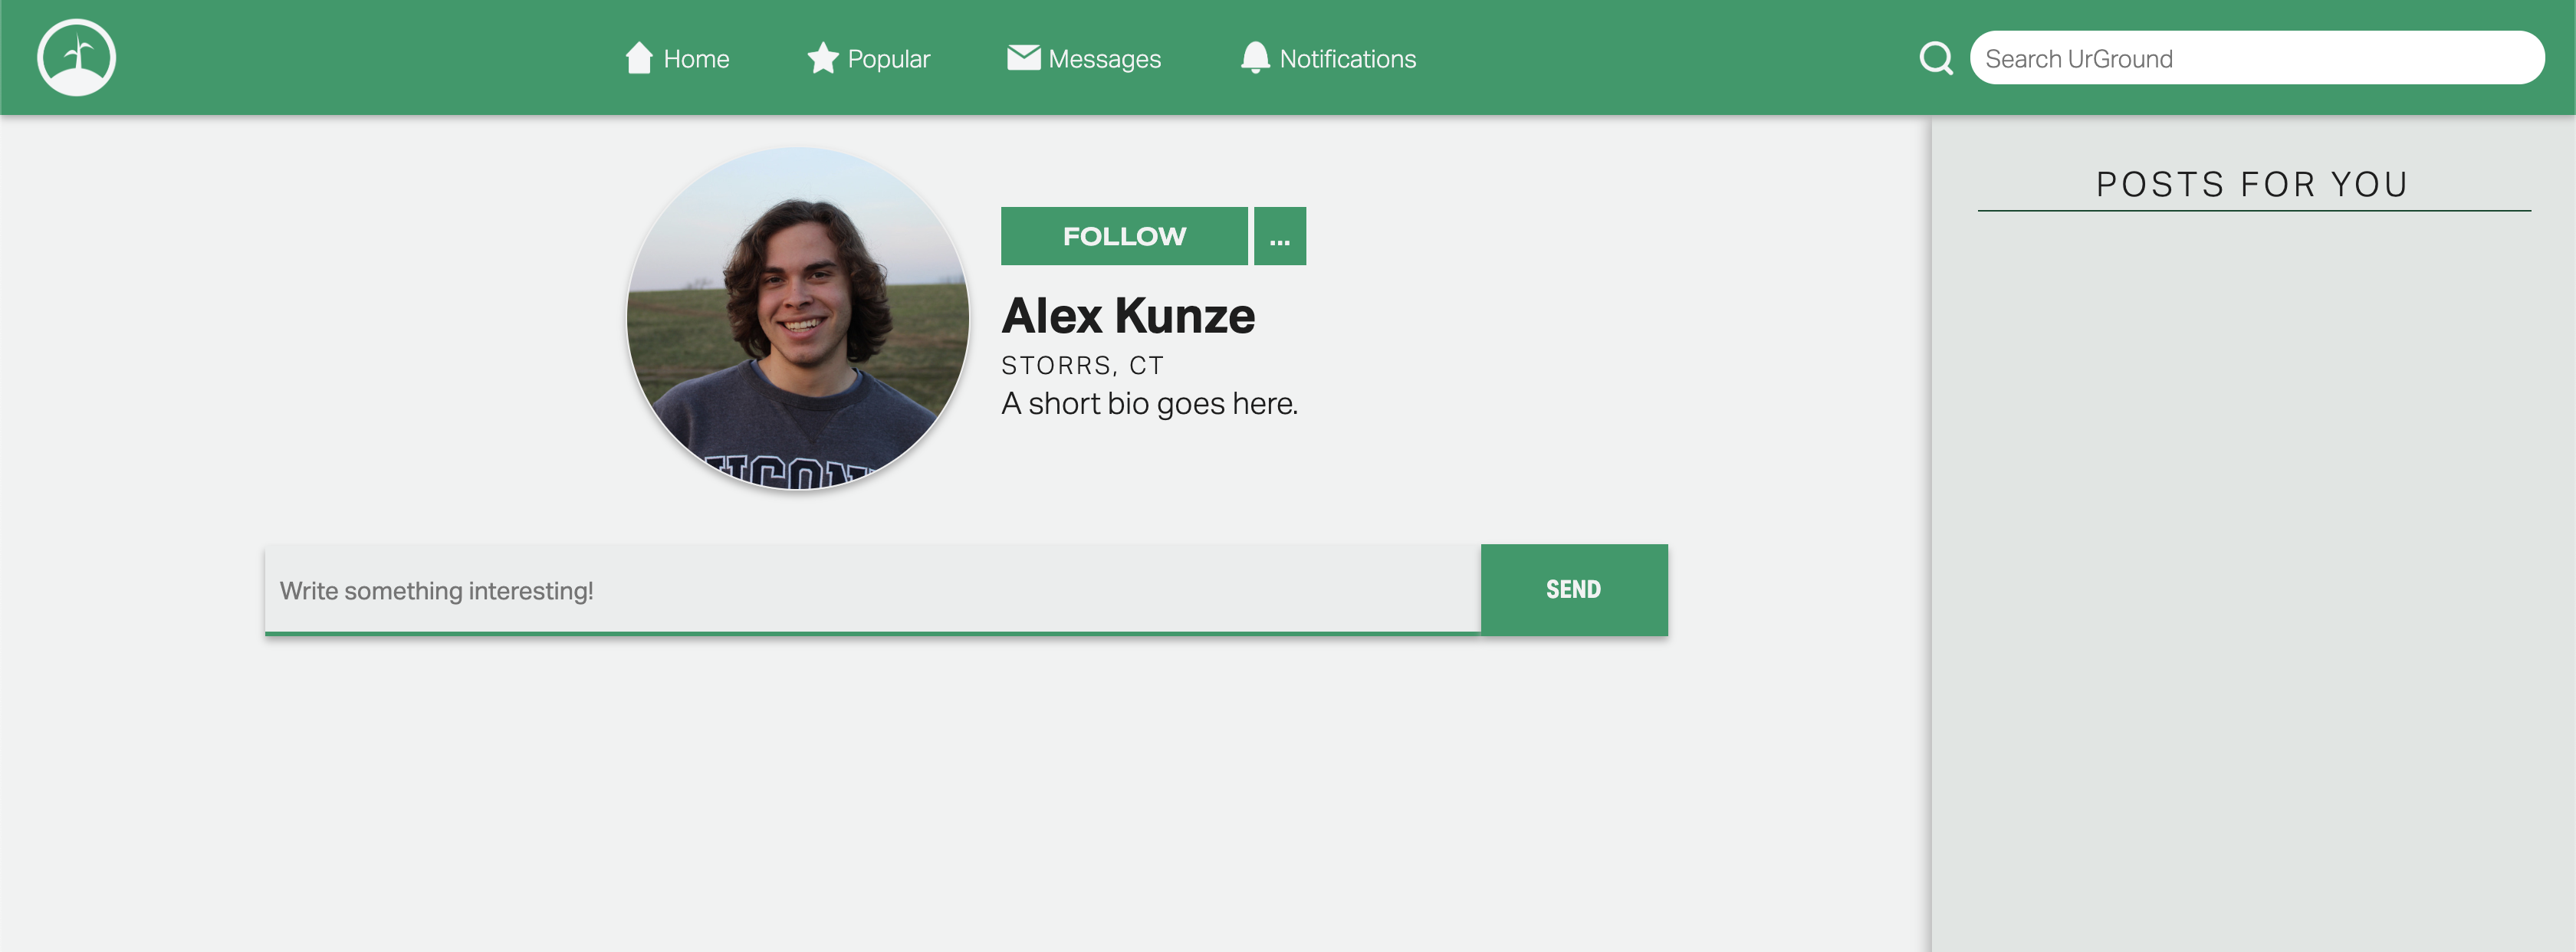 Home Popular Messages Notifications Search UrGround
POSTS FOR YOU
FOLLOW ...
Alex Kunze
STORRS, CT
A short bio goes here.
Write something interesting! SEND